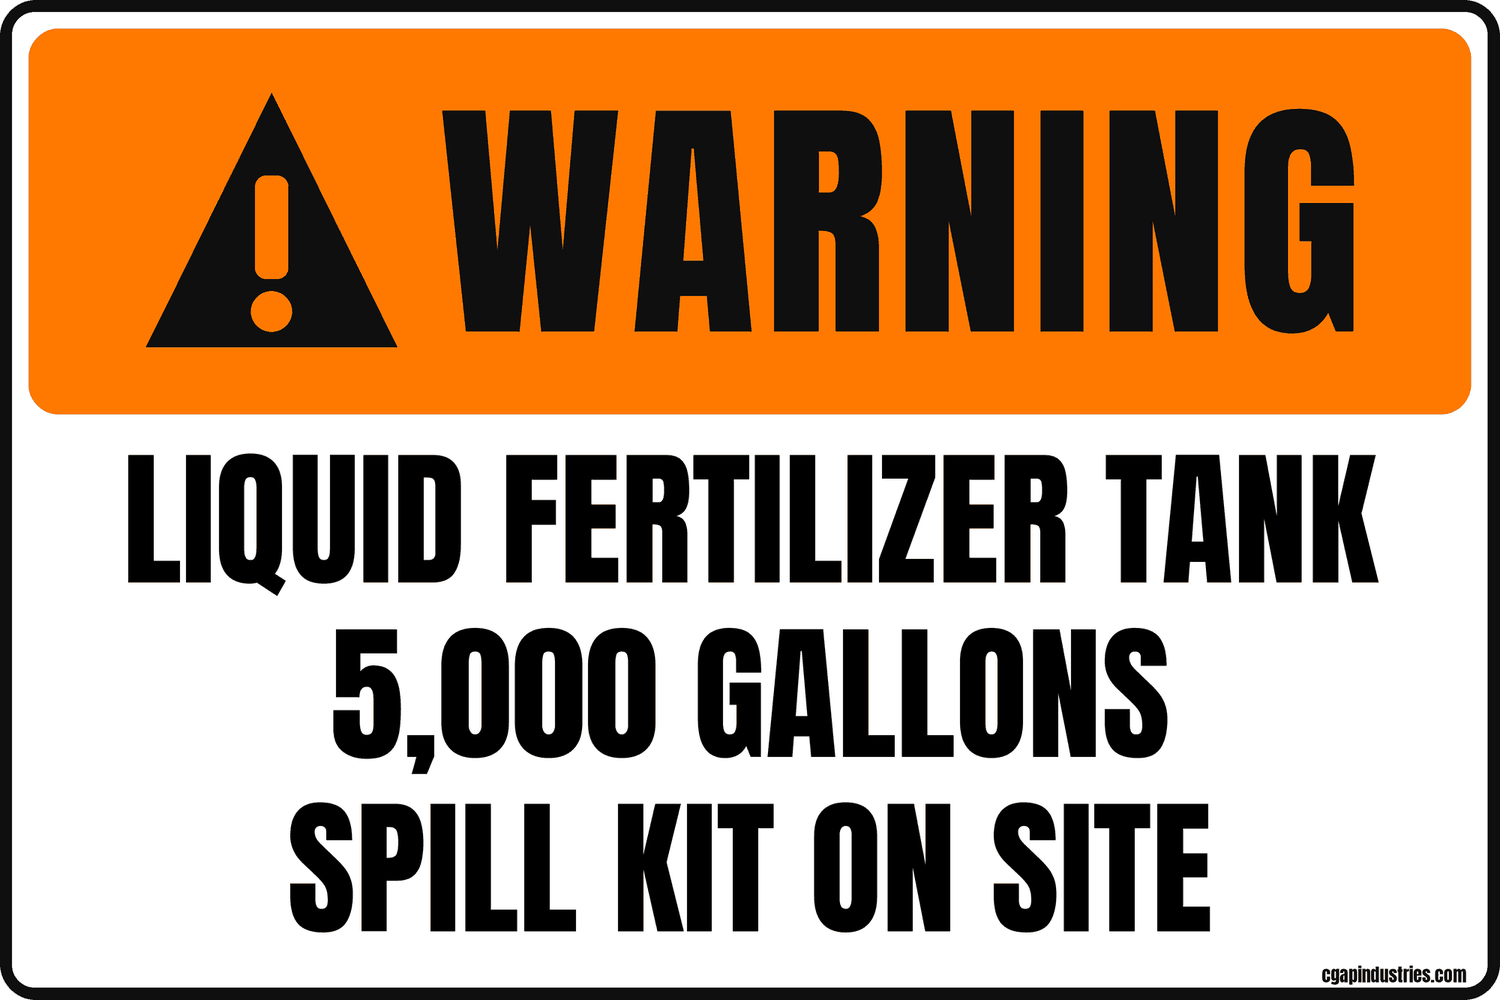 WARNING
LIQUID FERTILIZER TANK
5,000 GALLONS
SPILL KIT ON SITE
cgapindustries.com